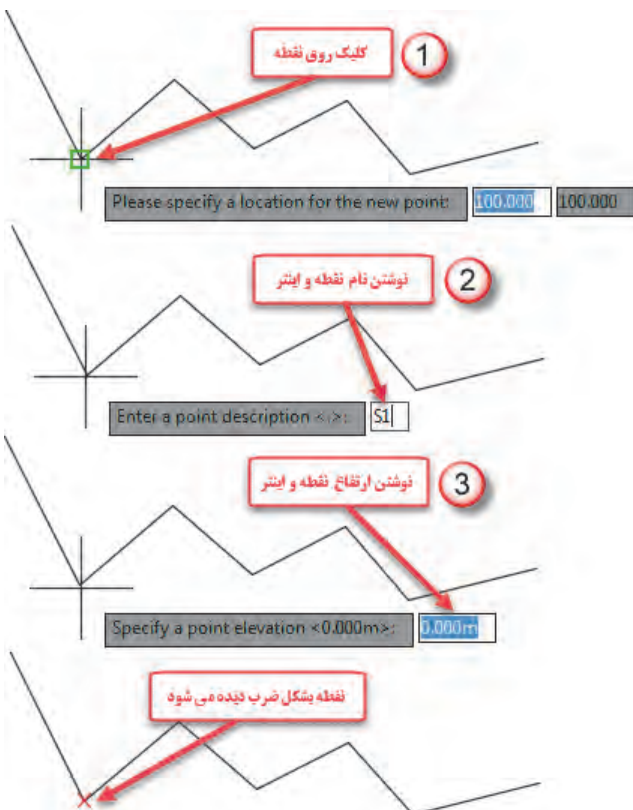 کلیک روی نقطه
1
Please specify a location for the new point: 100.000 100.000
نوشتن نام نقطه و اینتر
2
Enter a point description <.>: S1
نوشتن ارتفاع نقطه و اینتر
3
Specify a point elevation <0.000m>: 0.000m
نقطه بشکل ضرب دیده می شود